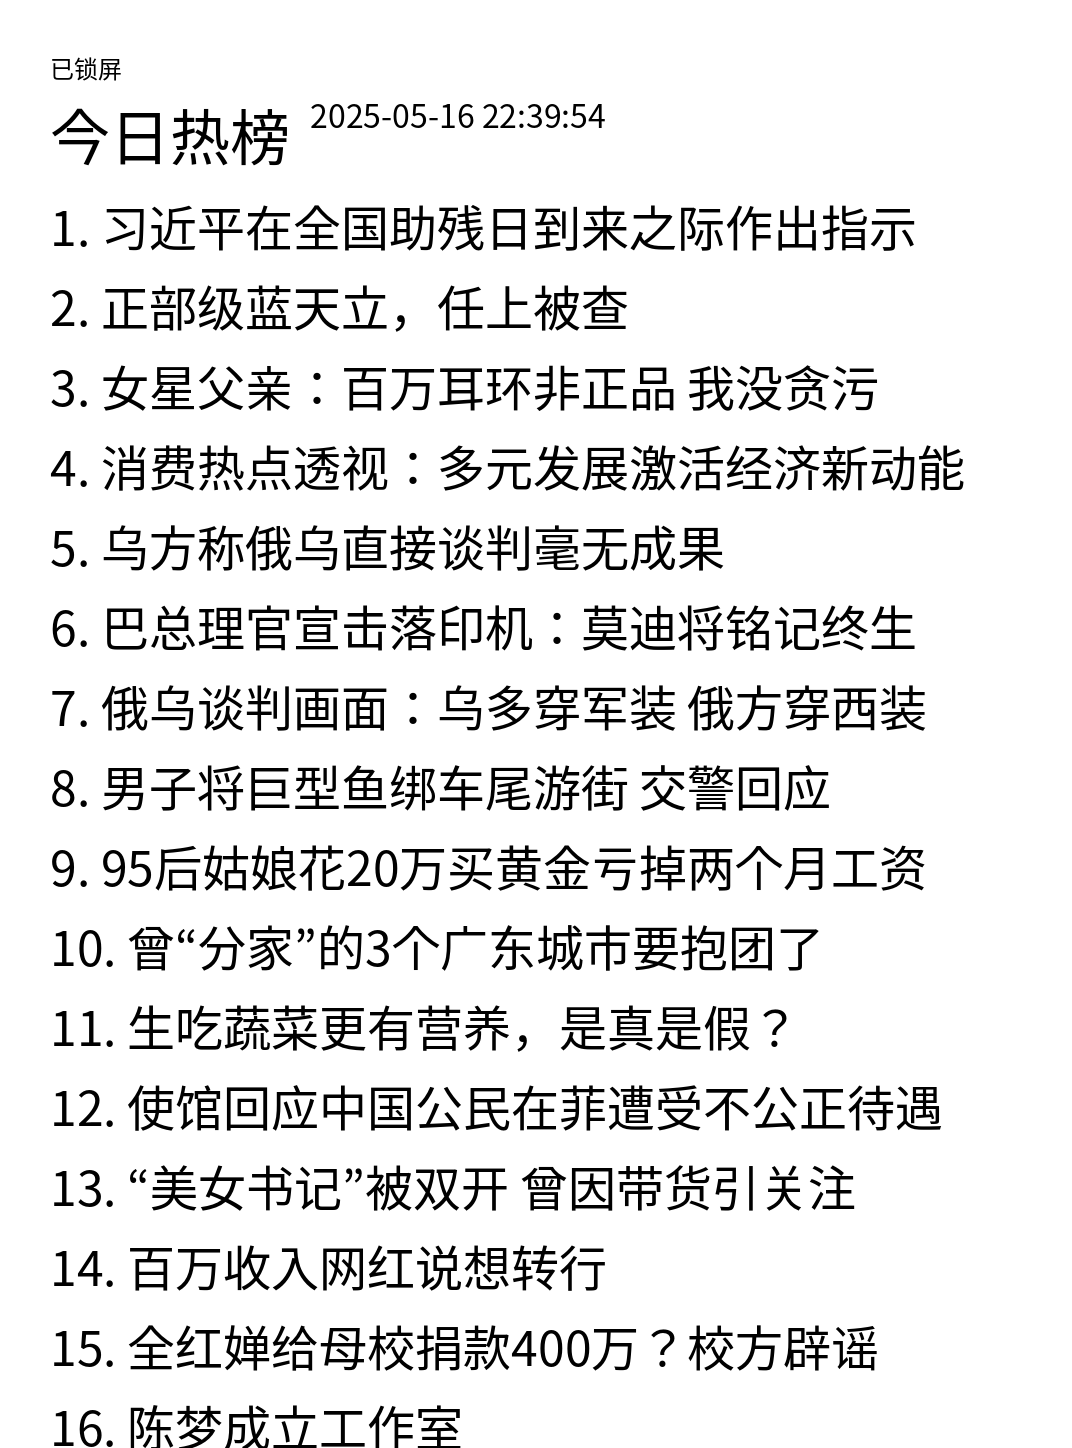 已锁屏
今日热榜 2025-05-16 22:39:54
1. 习近平在全国助残日到来之际作出指示
2. 正部级蓝天立，任上被查
3. 女星父亲：百万耳环非正品 我没贪污
4. 消费热点透视：多元发展激活经济新动能
5. 乌方称俄乌直接谈判毫无成果
6. 巴总理官宣击落印机：莫迪将铭记终生
7. 俄乌谈判画面：乌多穿军装 俄方穿西装
8. 男子将巨型鱼绑车尾游街 交警回应
9. 95后姑娘花20万买黄金亏掉两个月工资
10. 曾“分家”的3个广东城市要抱团了
11. 生吃蔬菜更有营养，是真是假？
12. 使馆回应中国公民在菲遭受不公正待遇
13. “美女书记”被双开 曾因带货引关注
14. 百万收入网红说想转行
15. 全红婵给母校捐款400万？校方辟谣
16. 陈梦成立工作室